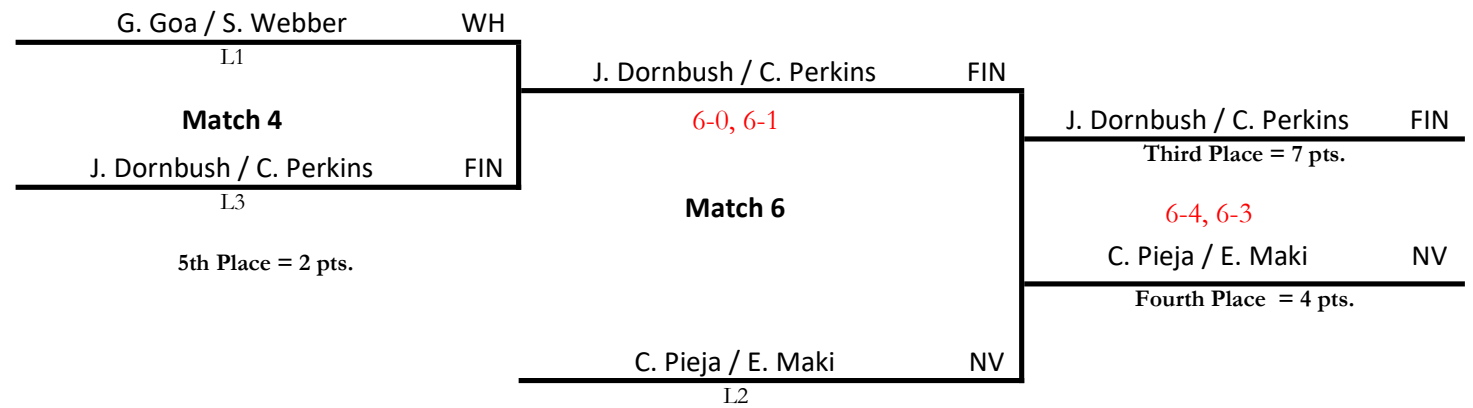 G. Goa / S. Webber WH
L1
Match 4
J. Dornbush / C. Perkins FIN
L3
5th Place = 2 pts.
J. Dornbush / C. Perkins FIN
6-0, 6-1
Match 6
C. Pieja / E. Maki NV
L2
J. Dornbush / C. Perkins FIN
Third Place = 7 pts.
6-4, 6-3
C. Pieja / E. Maki NV
Fourth Place = 4 pts.